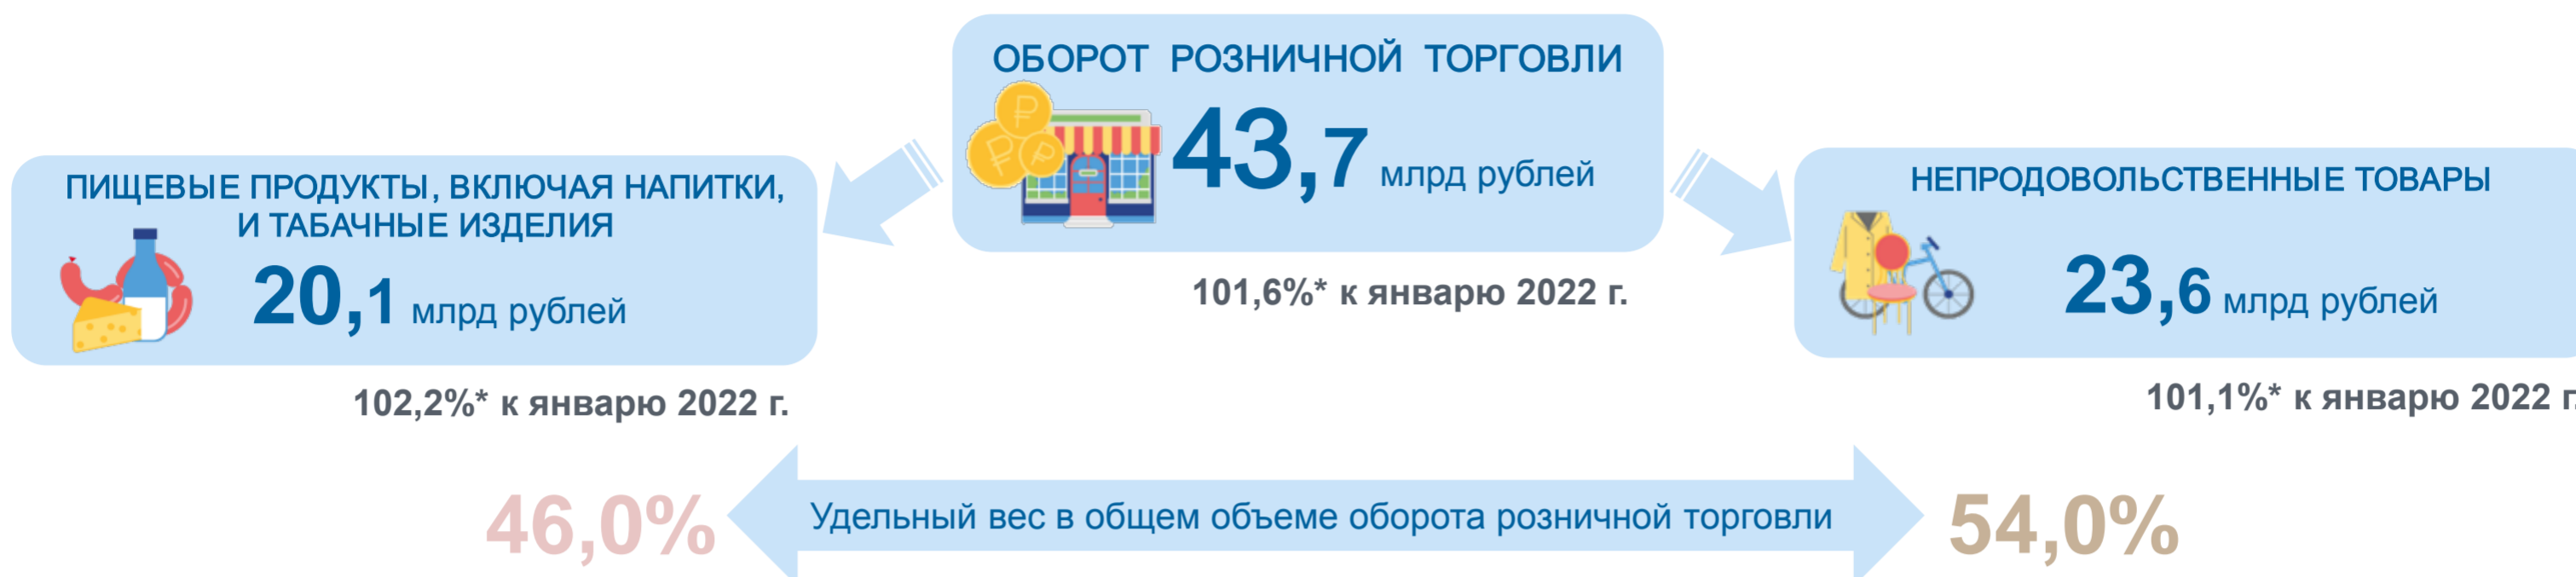 ОБОРОТ РОЗНИЧНОЙ ТОРГОВЛИ
43,7 млрд рублей
101,6%* к январю 2022 г.
ПИЩЕВЫЕ ПРОДУКТЫ, ВКЛЮЧАЯ НАПИТКИ,
И ТАБАЧНЫЕ ИЗДЕЛИЯ
20,1 млрд рублей
102,2%* к январю 2022 г.
НЕПРОДОВОЛЬСТВЕННЫЕ ТОВАРЫ
23,6 млрд рублей
101,1%* к январю 2022 г.
46,0%
Удельный вес в общем объеме оборота розничной торговли
54,0%